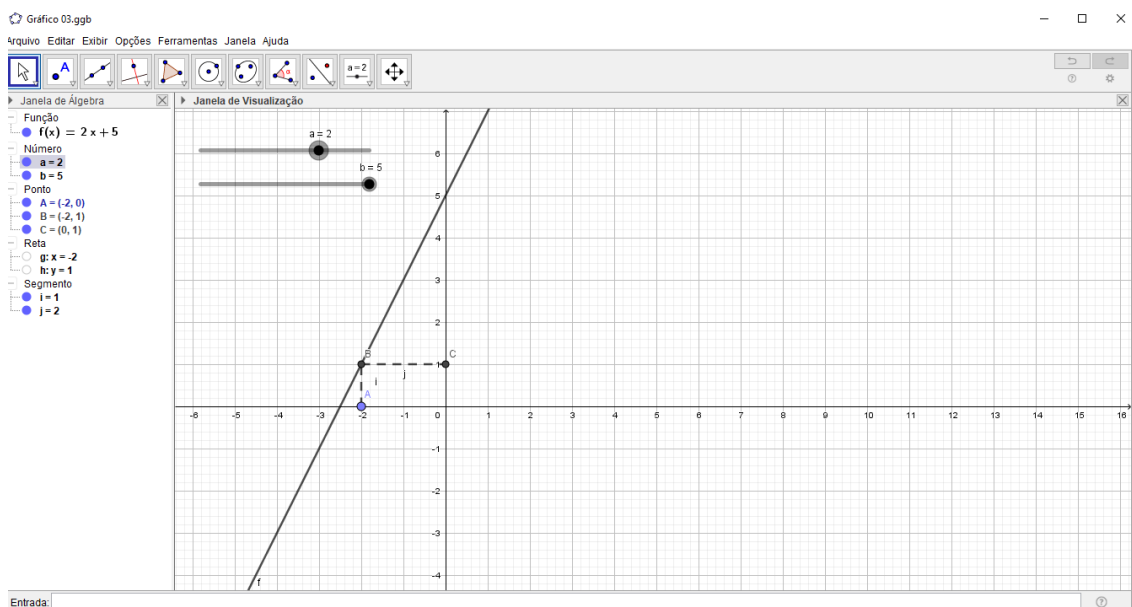 Gráfico 03.ggb
Arquivo Editar Exibir Opções Ferramentas Janela Ajuda
A α a = 2
Janela de Álgebra
Janela de Visualização
Função
f(x) = 2 x + 5
Número
a = 2
b = 5
Ponto
A = (-2, 0)
B = (-2, 1)
C = (0, 1)
Reta
g: x = -2
h: y = 1
Segmento
i = 1
j = 2
a = 2
b = 5
6
5
4
3
2
B 1 C
j
i
A
-6 -5 -4 -3 -2 -1 0 1 2 3 4 5 6 7 8 9 10 11 12 13 14 15 16
-1
-2
-3
-4
f
Entrada: